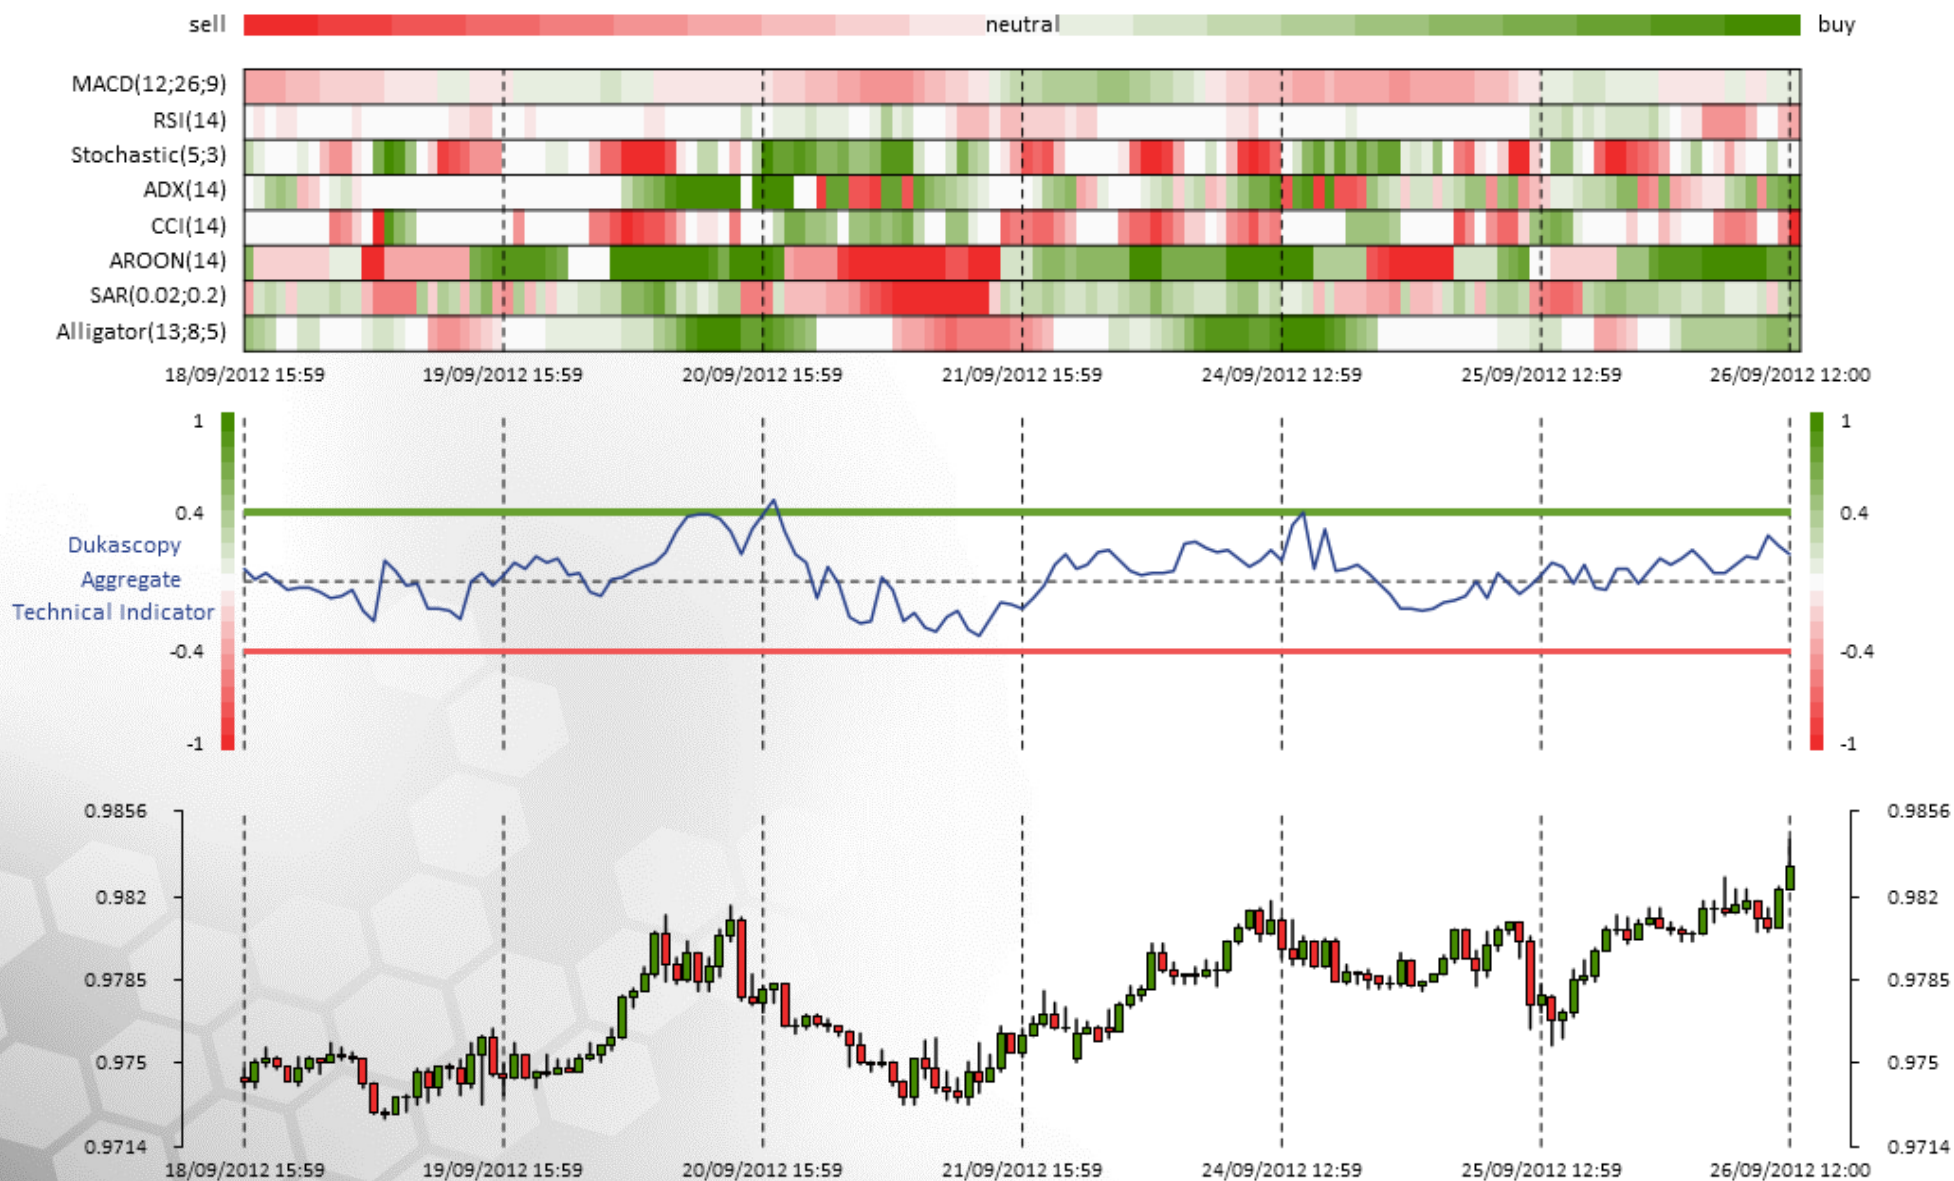 sell neutral buy
MACD(12;26;9)
RSI(14)
Stochastic(5;3)
ADX(14)
CCI(14)
AROON(14)
SAR(0.02;0.2)
Alligator(13;8;5)
18/09/2012 15:59 19/09/2012 15:59 20/09/2012 15:59 21/09/2012 15:59 24/09/2012 12:59 25/09/2012 12:59 26/09/2012 12:00
1 1
0.4 0.4
Dukascopy
Aggregate
Technical Indicator
-0.4 -0.4
-1 -1
0.9856 0.9856
0.982 0.982
0.9785 0.9785
0.975 0.975
0.9714 0.9714
18/09/2012 15:59 19/09/2012 15:59 20/09/2012 15:59 21/09/2012 15:59 24/09/2012 12:59 25/09/2012 12:59 26/09/2012 12:00